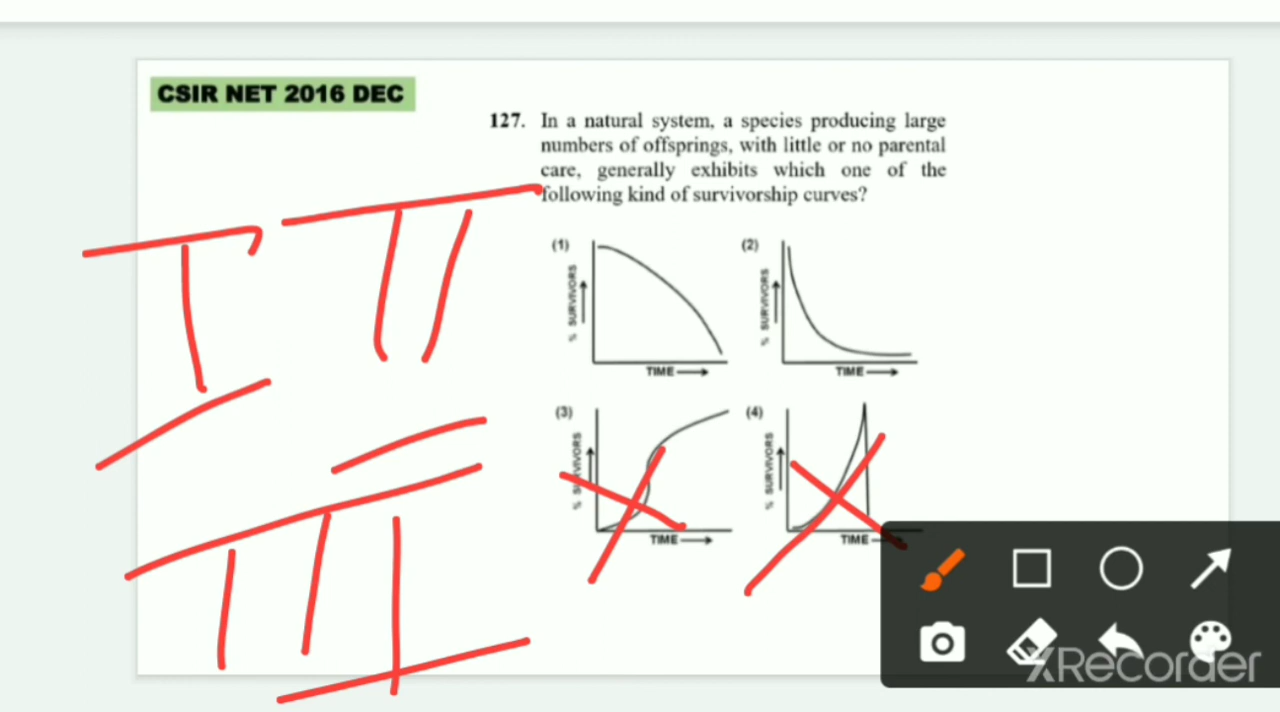 CSIR NET 2016 DEC
127. In a natural system, a species producing large
numbers of offsprings, with little or no parental
care, generally exhibits which one of the
following kind of survivorship curves?
(1)
% SURVIVORS
TIME
(2)
% SURVIVORS
TIME
(3)
% SURVIVORS
TIME
(4)
% SURVIVORS
TIME
I II
III
XRecorder